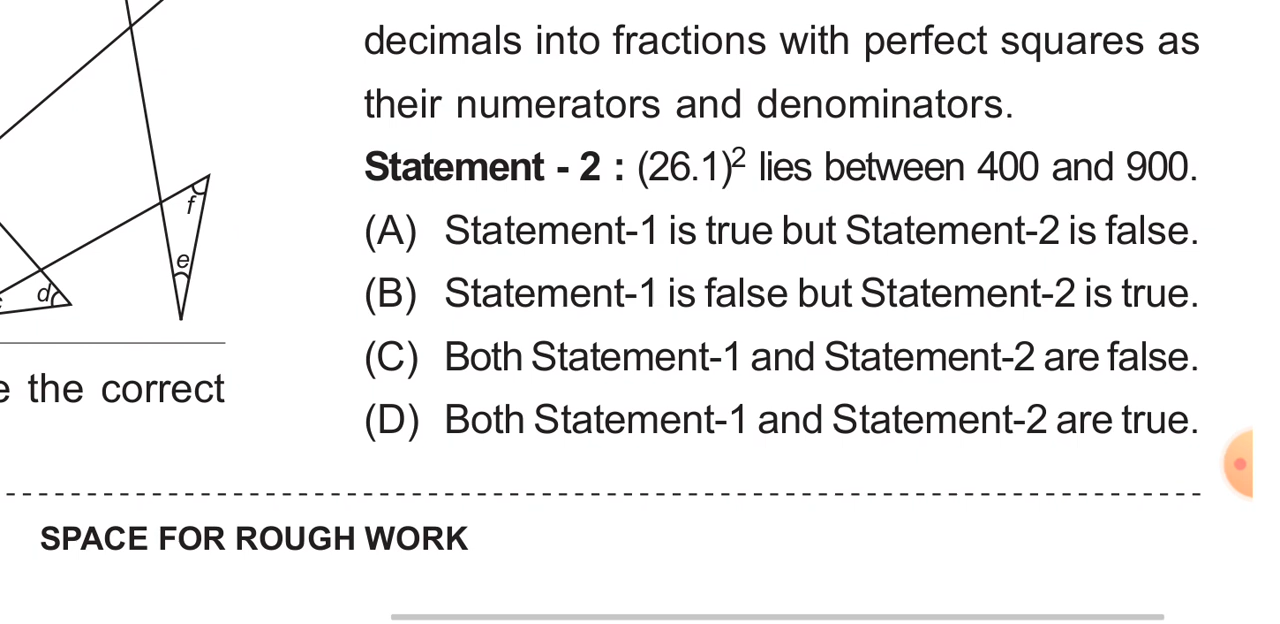 decimals into fractions with perfect squares as
their numerators and denominators.
Statement - 2 : (26.1)² lies between 400 and 900.
(A) Statement-1 is true but Statement-2 is false.
(B) Statement-1 is false but Statement-2 is true.
(C) Both Statement-1 and Statement-2 are false.
(D) Both Statement-1 and Statement-2 are true.
f
e
d
the correct
SPACE FOR ROUGH WORK